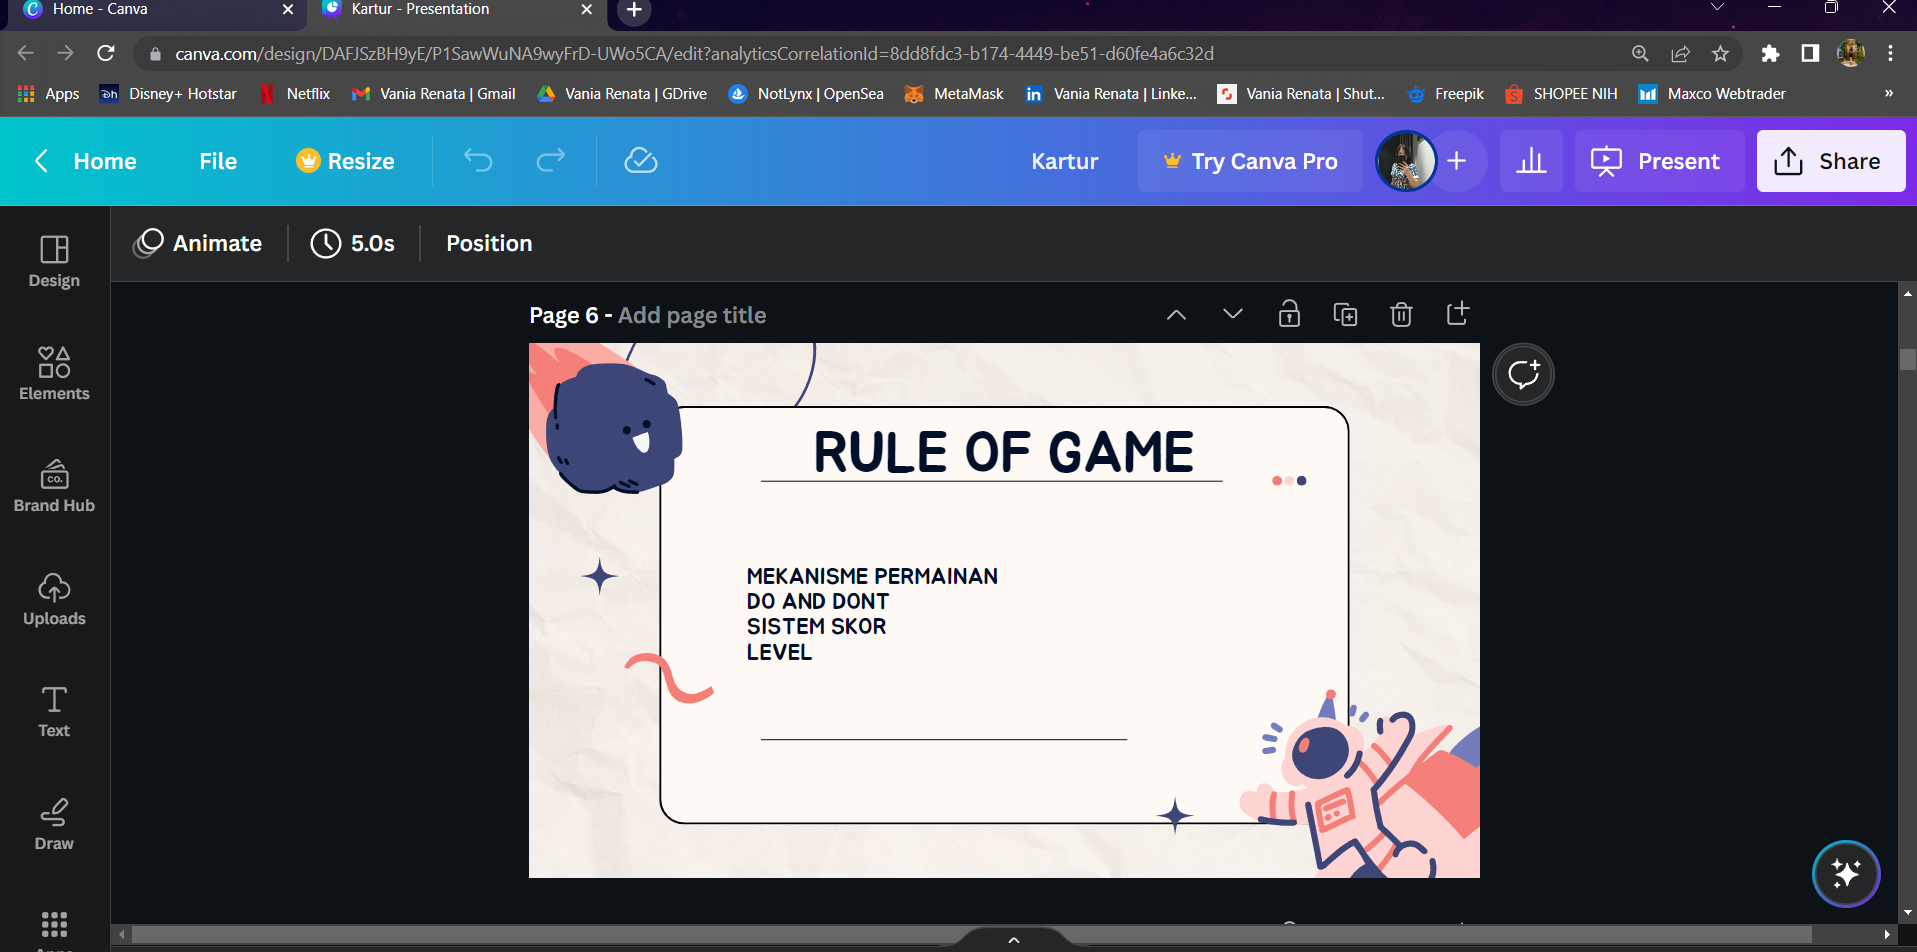 Home - Canva
Kartur - Presentation
canva.com/design/DAFJSzBH9yE/P1SawWuNA9wyFrD-UWo5CA/edit?analyticsCorrelationId=8dd8fdc3-b174-4449-be51-d60fe4a6c32d
Apps
Disney+ Hotstar
Netflix
Vania Renata | Gmail
Vania Renata | GDrive
NotLynx | OpenSea
MetaMask
Vania Renata | Linke...
Vania Renata | Shut...
Freepik
SHOPEE NIH
Maxco Webtrader
»
Home
File
Resize
Kartur
Try Canva Pro
Present
Share
Animate
5.0s
Position
Design
Elements
CO.
Brand Hub
Uploads
Text
Draw
Page 6 - Add page title
RULE OF GAME
MEKANISME PERMAINAN
DO AND DONT
SISTEM SKOR
LEVEL